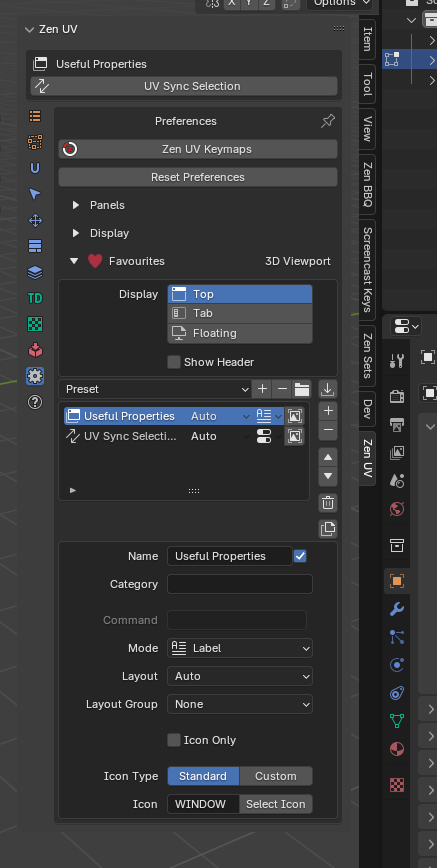 X Y Z Options
Zen UV
Useful Properties
UV Sync Selection
Preferences
Zen UV Keymaps
Reset Preferences
Panels
Display
Favourites 3D Viewport
Display Top
Tab
Floating
Show Header
Preset
Useful Properties Auto
UV Sync Selecti... Auto
Name Useful Properties
Category
Command
Mode Label
Layout Auto
Layout Group None
Icon Only
Icon Type Standard Custom
Icon WINDOW Select Icon
U
TD
Item
Tool
View
Zen BBQ
Screencast Keys
Zen Sets
Dev
Zen UV